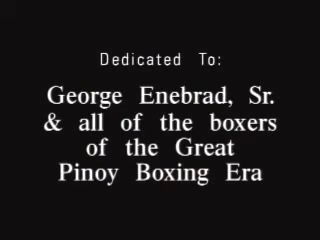 Dedicated To:
George Enebrad, Sr.
& all of the boxers
of the Great
Pinoy Boxing Era